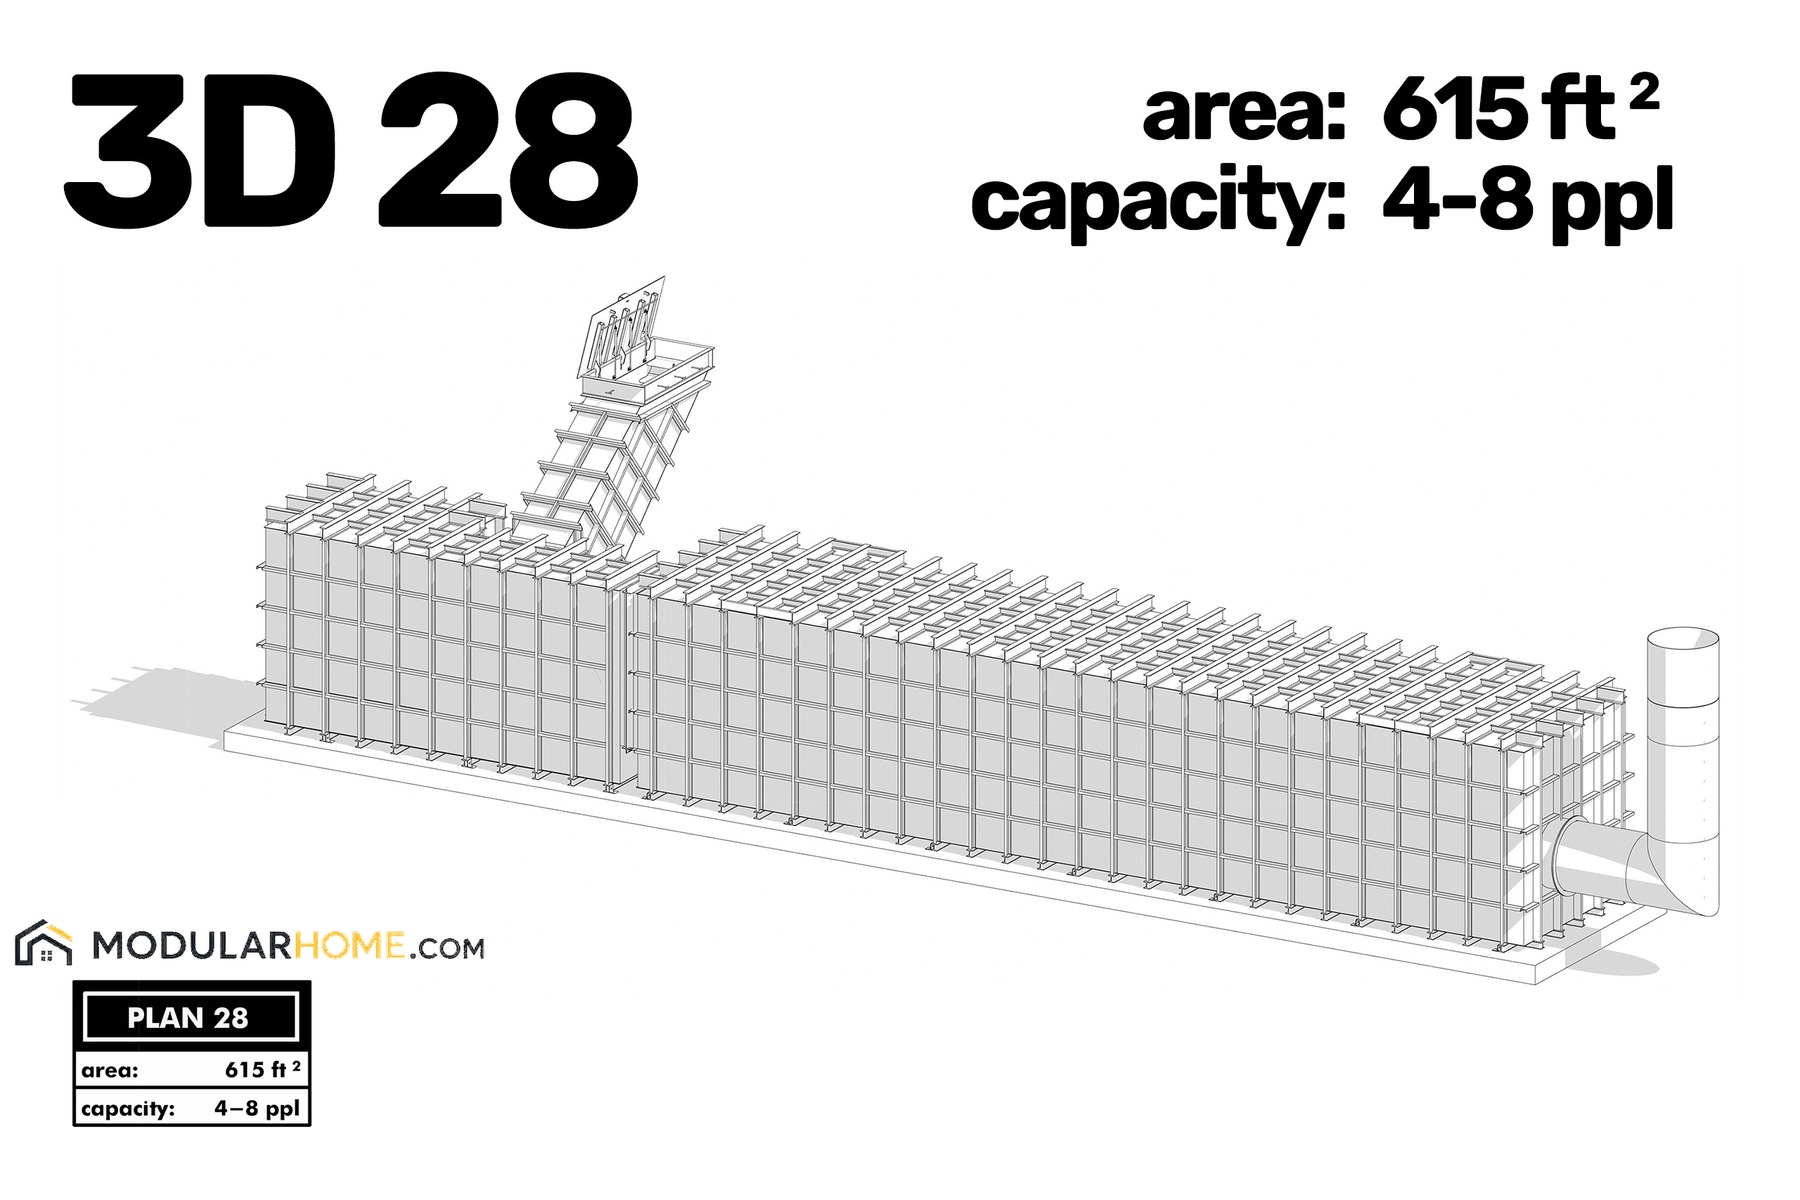 3D 28
area: 615 ft ²
capacity: 4-8 ppl
MODULARHOME.COM
PLAN 28
area: 615 ft ²
capacity: 4–8 ppl